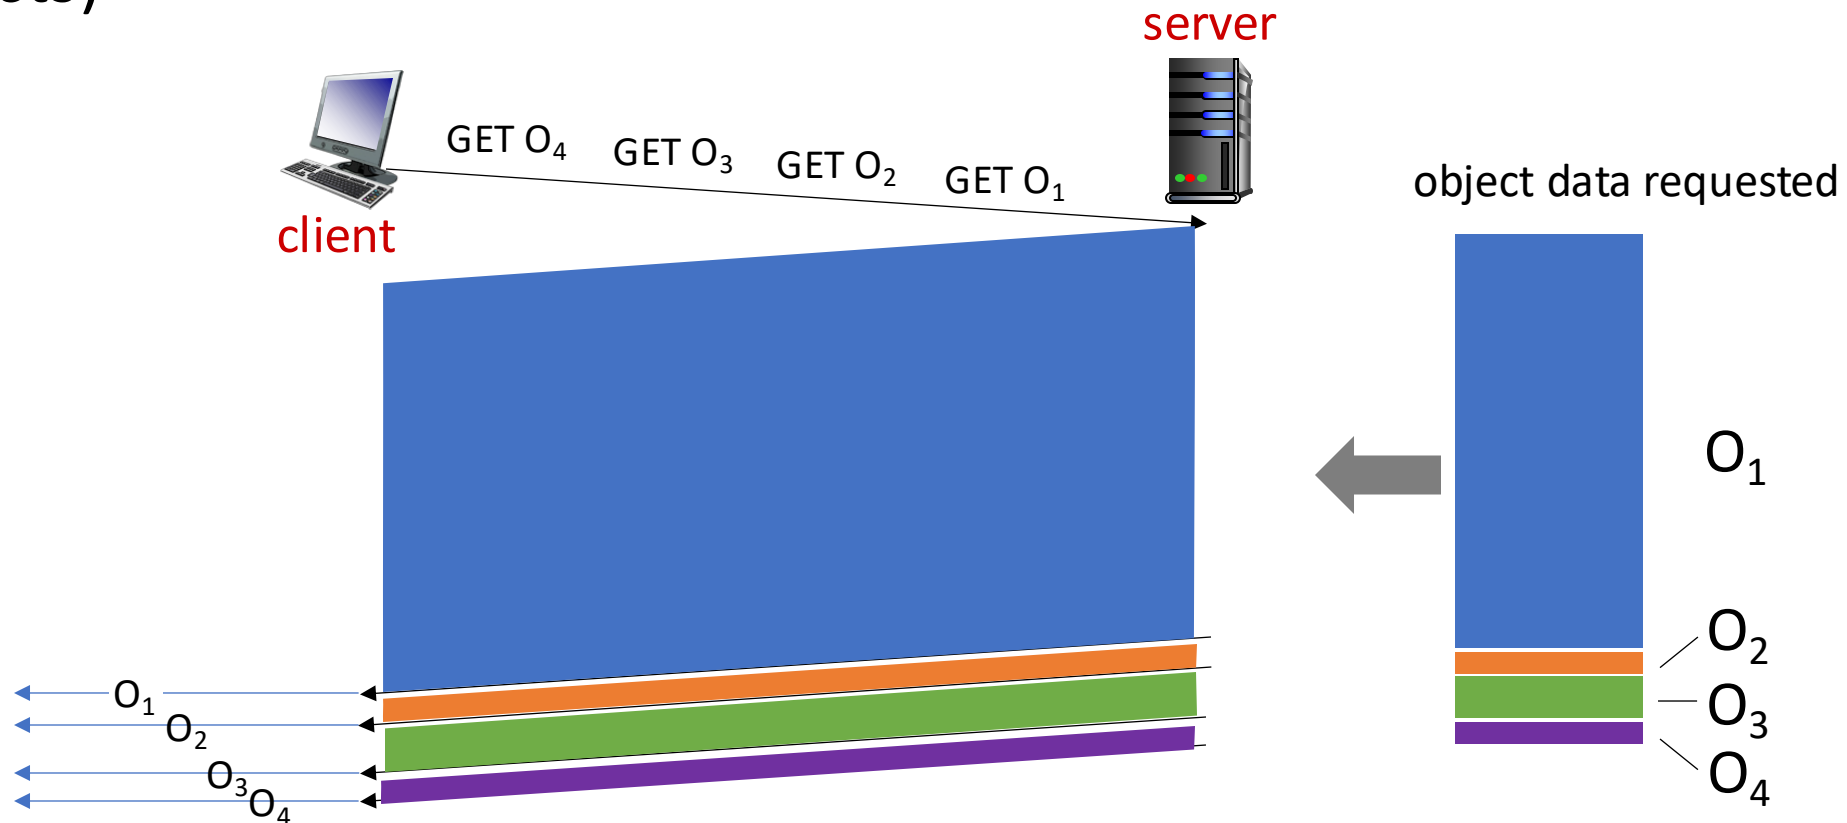 server
client
GET O₄
GET O₃
GET O₂
GET O₁
object data requested
O₁
O₂
O₃
O₄
O₁
O₂
O₃
O₄